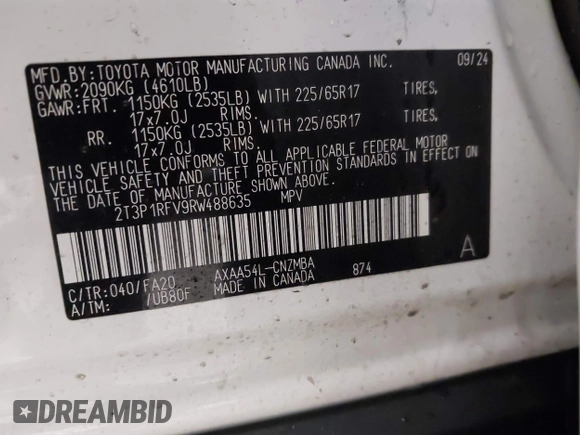 MFD.BY:TOYOTA MOTOR MANUFACTURING CANADA INC. 09/24
GVWR:2090KG (4610LB)
GAWR:FRT. 1150KG (2535LB) WITH 225/65R17 TIRES,
17x7.0J RIMS.
RR. 1150KG (2535LB) WITH 225/65R17 TIRES,
17x7.0J RIMS.
THIS VEHICLE CONFORMS TO ALL APPLICABLE FEDERAL MOTOR
VEHICLE SAFETY AND THEFT PREVENTION STANDARDS IN EFFECT ON
THE DATE OF MANUFACTURE SHOWN ABOVE.
2T3P1RFV9RW488635 MPV
C/TR:040/FA20 AXAA54L-CNZMBA 874 A
A/TM: /UB80F MADE IN CANADA
DREAMBID